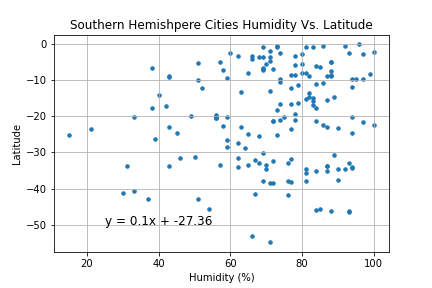 Southern Hemishpere Cities Humidity Vs. Latitude
0
−10
−20
−30
−40
−50
Latitude
y = 0.1x + -27.36
20
40
60
80
100
Humidity (%)